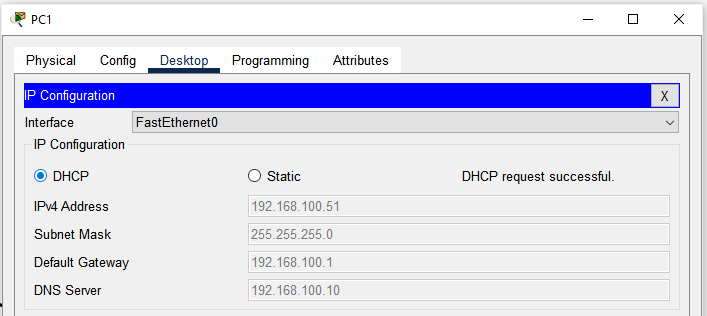 PC1
Physical Config Desktop Programming Attributes
IP Configuration X
Interface FastEthernet0
IP Configuration
DHCP Static DHCP request successful.
IPv4 Address 192.168.100.51
Subnet Mask 255.255.255.0
Default Gateway 192.168.100.1
DNS Server 192.168.100.10